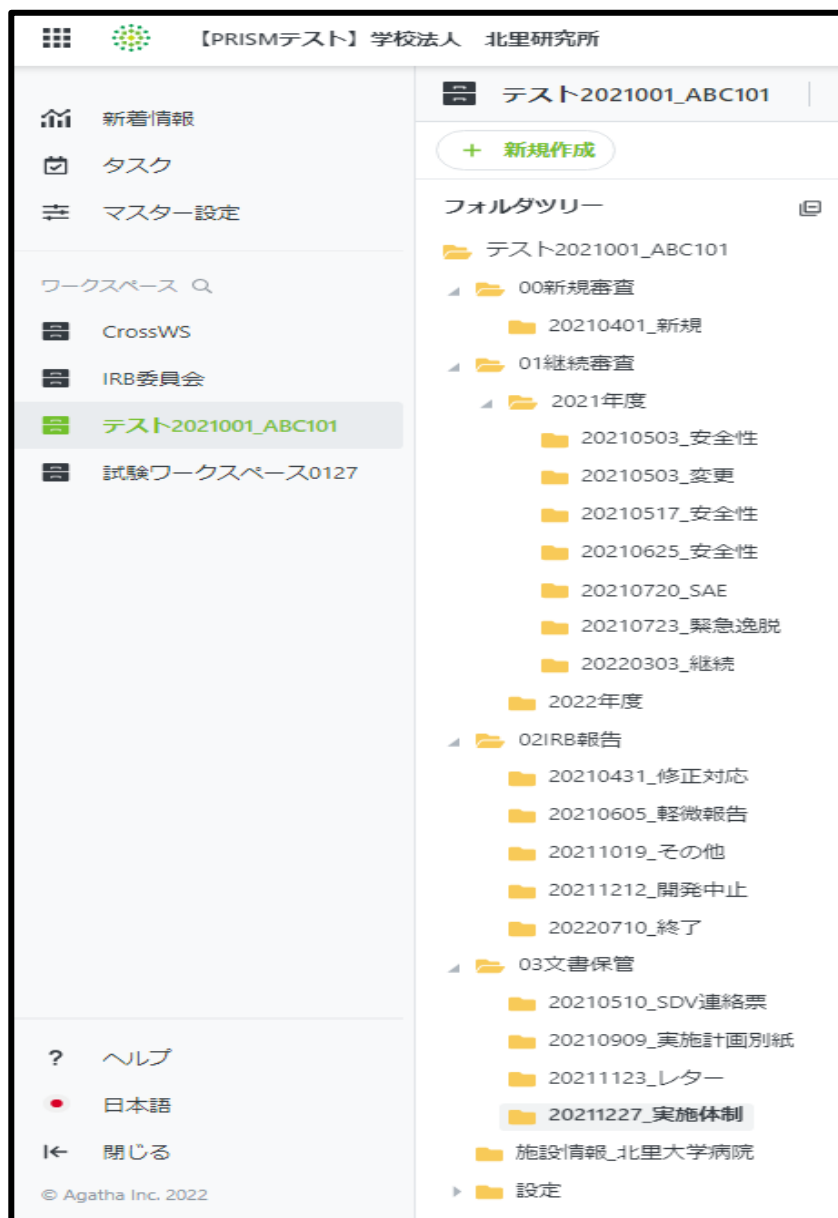 【PRISMテスト】学校法人 北里研究所
新着情報
タスク
マスター設定
ワークスペース
CrossWS
IRB委員会
テスト2021001_ABC101
試験ワークスペース0127
? ヘルプ
日本語
閉じる
© Agatha Inc. 2022
テスト2021001_ABC101
+ 新規作成
フォルダツリー
テスト2021001_ABC101
00新規審査
20210401_新規
01継続審査
2021年度
20210503_安全性
20210503_変更
20210517_安全性
20210625_安全性
20210720_SAE
20210723_緊急逸脱
20220303_継続
2022年度
02IRB報告
20210431_修正対応
20210605_軽微報告
20211019_その他
20211212_開発中止
20220710_終了
03文書保管
20210510_SDV連絡票
20210909_実施計画別紙
20211123_レター
20211227_実施体制
施設情報_北里大学病院
設定